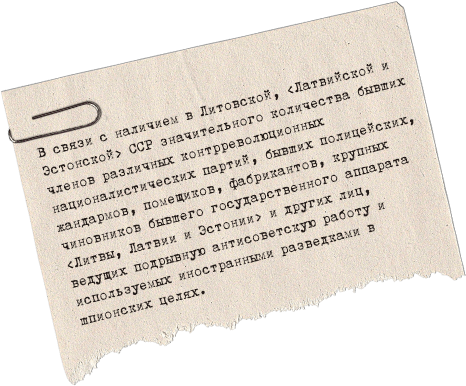 В связи с наличием в Литовской, <Латвийской и
Эстонской> ССР значительного количества бывших
членов различных контрреволюционных
националистических партий, бывших полицейских,
жандармов, помещиков, фабрикантов, крупных
чиновников бывшего государственного аппарата
<Литвы, Латвии и Эстонии> и других лиц,
ведущих подрывную антисоветскую работу и
используемых иностранными разведками в
шпионских целях.